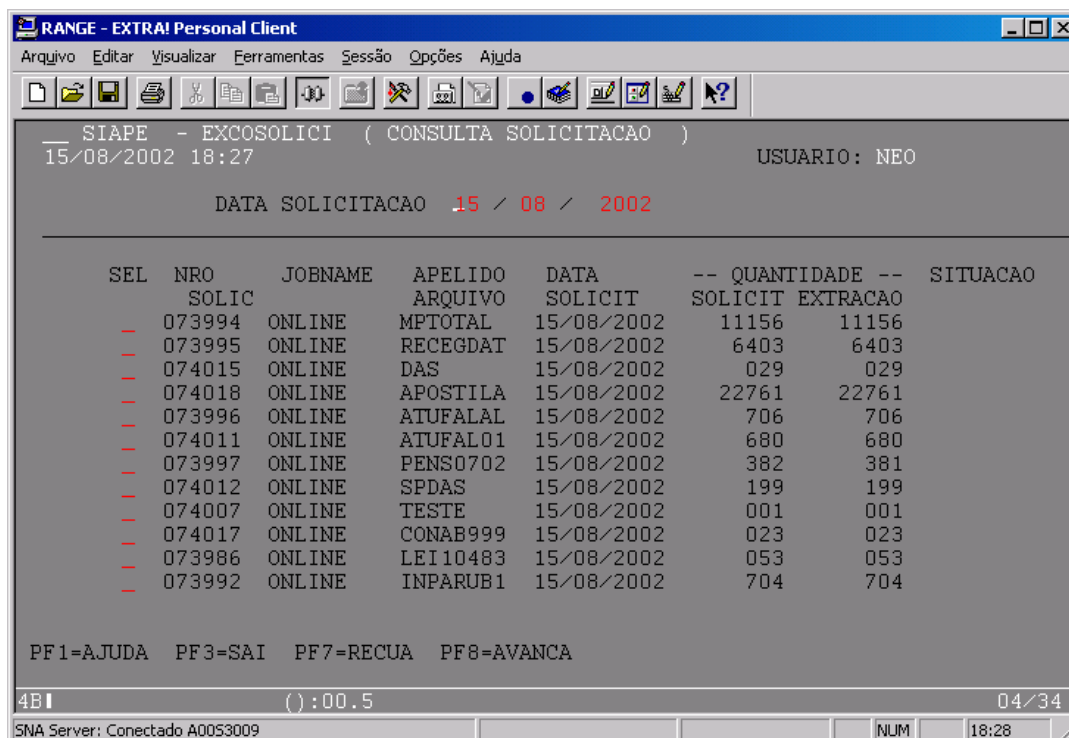 RANGE - EXTRA! Personal Client
Arquivo Editar Visualizar Ferramentas Sessão Opções Ajuda
__ SIAPE - EXCOSOLICI ( CONSULTA SOLICITACAO )
15/08/2002 18:27 USUARIO: NEO
DATA SOLICITACAO 15 / 08 / 2002
SEL NRO JOBNAME APELIDO DATA -- QUANTIDADE -- SITUACAO
SOLIC ARQUIVO SOLICIT SOLICIT EXTRACAO
_ 073994 ONLINE MPTOTAL 15/08/2002 11156 11156
_ 073995 ONLINE RECEGDAT 15/08/2002 6403 6403
_ 074015 ONLINE DAS 15/08/2002 029 029
_ 074018 ONLINE APOSTILA 15/08/2002 22761 22761
_ 073996 ONLINE ATUFALAL 15/08/2002 706 706
_ 074011 ONLINE ATUFAL01 15/08/2002 680 680
_ 073997 ONLINE PENS0702 15/08/2002 382 381
_ 074012 ONLINE SPDAS 15/08/2002 199 199
_ 074007 ONLINE TESTE 15/08/2002 001 001
_ 074017 ONLINE CONAB999 15/08/2002 023 023
_ 073986 ONLINE LEI10483 15/08/2002 053 053
_ 073992 ONLINE INPARUB1 15/08/2002 704 704
PF1=AJUDA PF3=SAI PF7=RECUA PF8=AVANCA
4B ():00.5 04/34
SNA Server: Conectado A00S3009 NUM 18:28